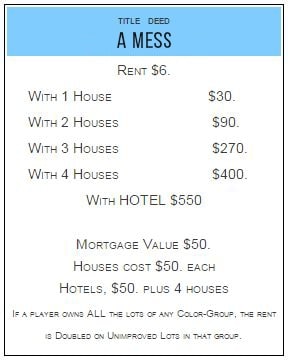 TITLE DEED
A MESS
RENT $6.
WITH 1 HOUSE $30.
WITH 2 HOUSES $90.
WITH 3 HOUSES $270.
WITH 4 HOUSES $400.
WITH HOTEL $550
MORTGAGE VALUE $50.
HOUSES COST $50. EACH
HOTELS, $50. PLUS 4 HOUSES
IF A PLAYER OWNS ALL THE LOTS OF ANY COLOR-GROUP, THE RENT
IS DOUBLED ON UNIMPROVED LOTS IN THAT GROUP.